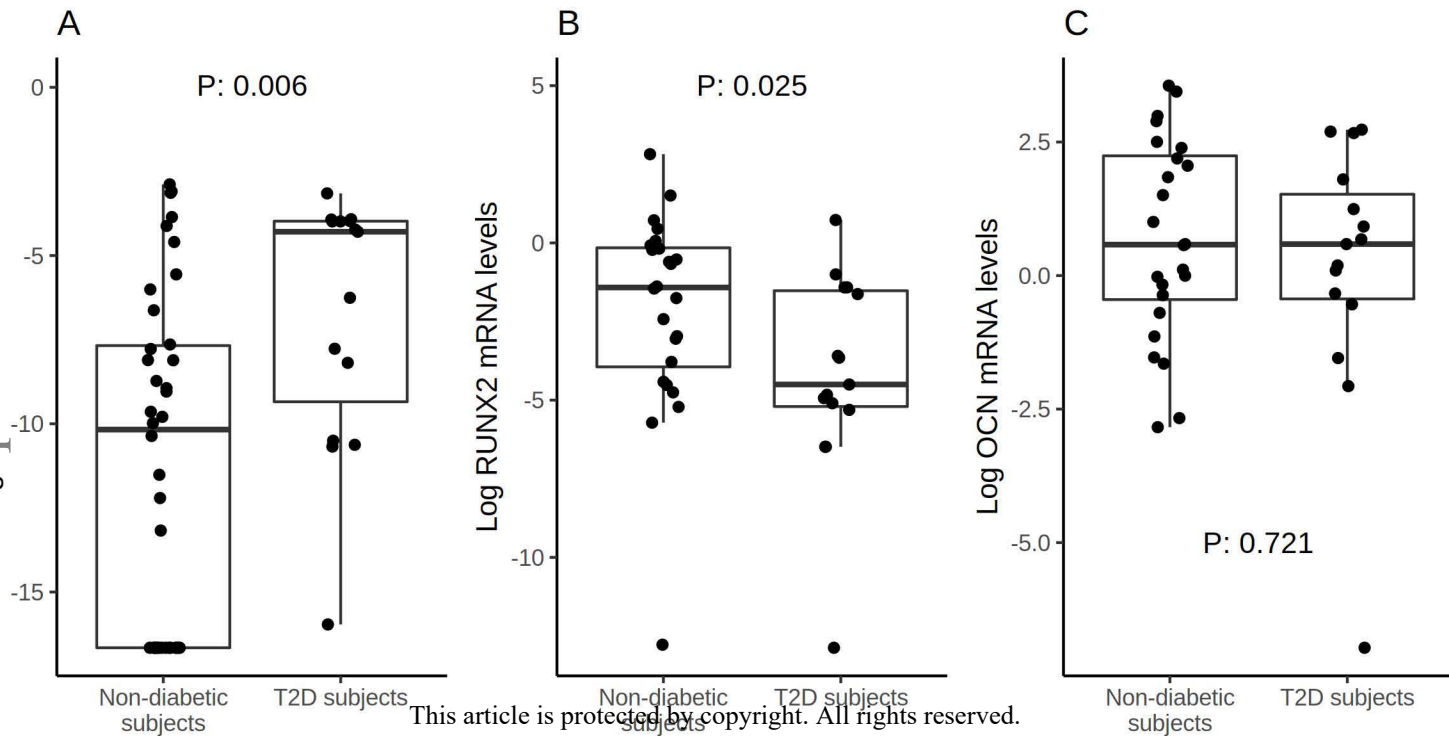 A
B
C
P: 0.006
P: 0.025
P: 0.721
0
-5
-10
-15
5
0
-5
-10
2.5
0.0
-2.5
-5.0
Log RUNX2 mRNA levels
Log OCN mRNA levels
Non-diabetic
subjects
T2D subjects
Non-diabetic
subjects
T2D subjects
Non-diabetic
subjects
T2D subjects
This article is protected by copyright. All rights reserved.